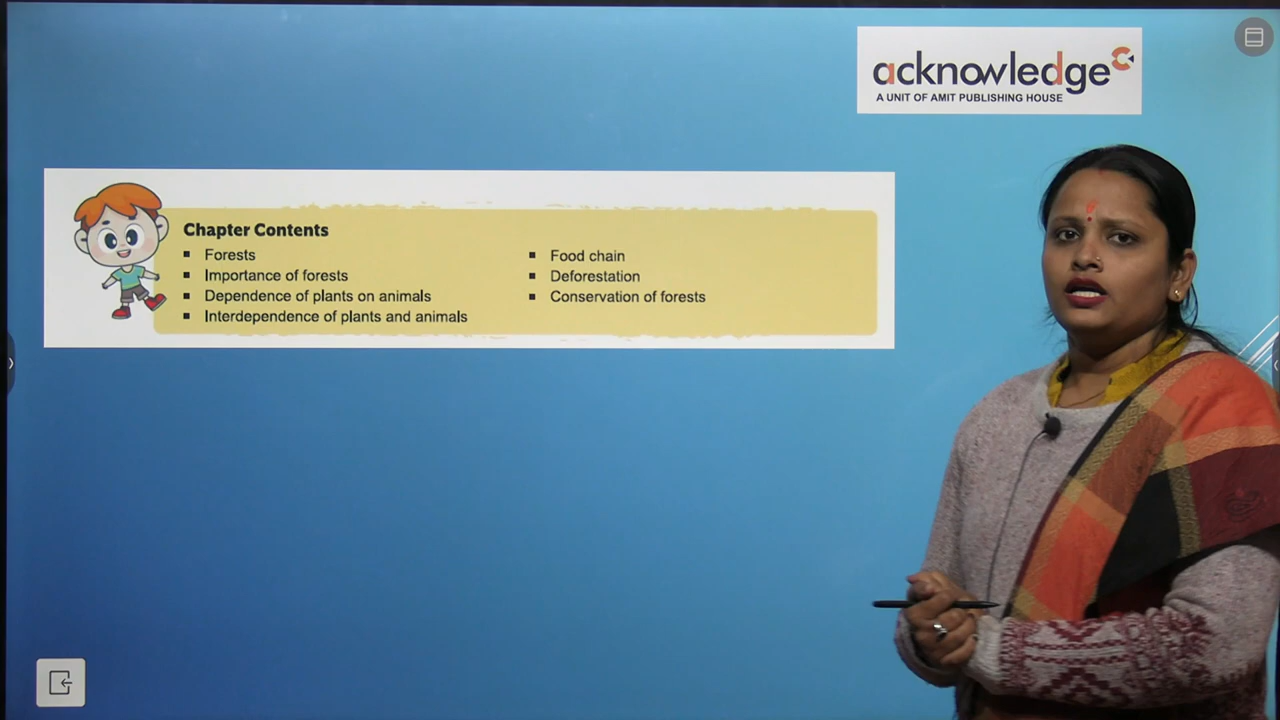 acknowledge
A UNIT OF AMIT PUBLISHING HOUSE
Chapter Contents
▪ Forests
▪ Importance of forests
▪ Dependence of plants on animals
▪ Interdependence of plants and animals
▪ Food chain
▪ Deforestation
▪ Conservation of forests